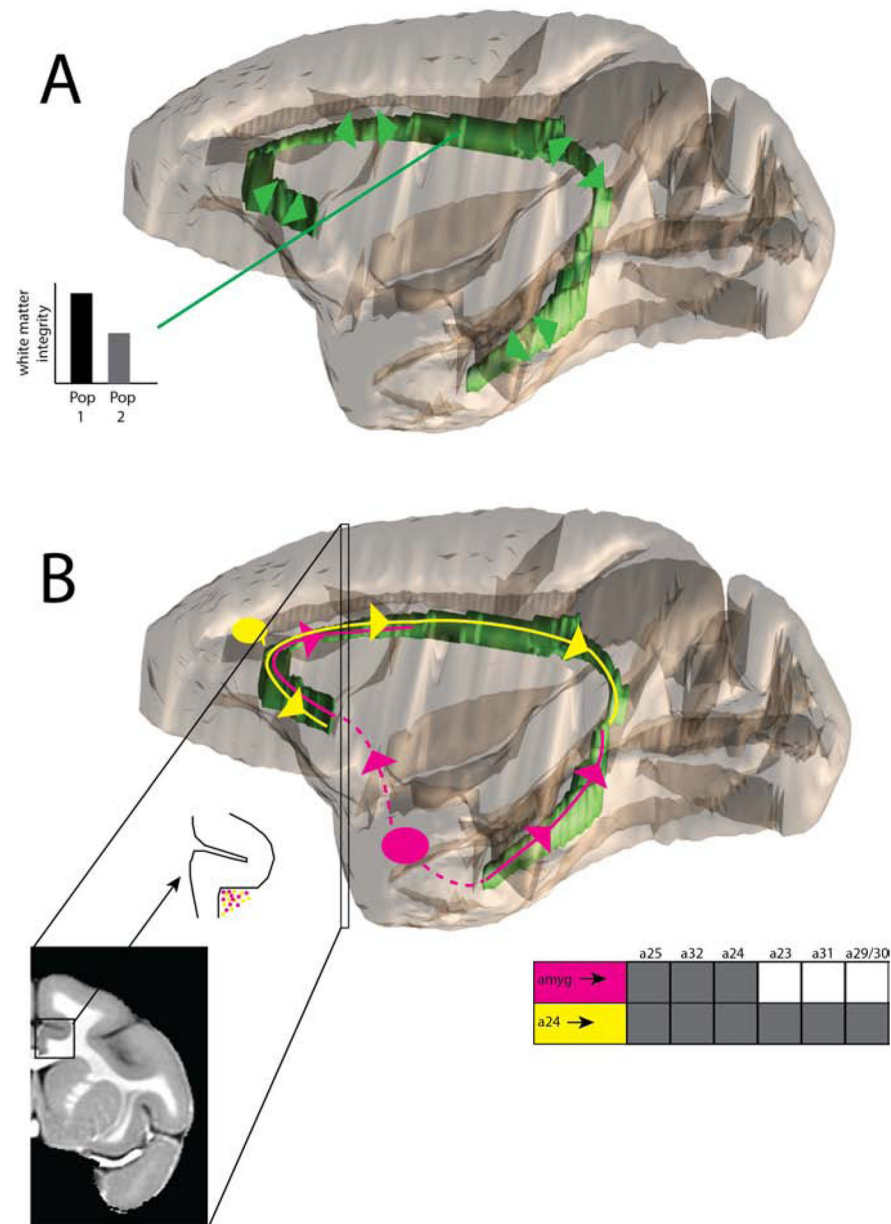 A
white matter
integrity
Pop Pop
1 2
B
a25 a32 a24 a23 a31 a29/30
amyg →
a24 →